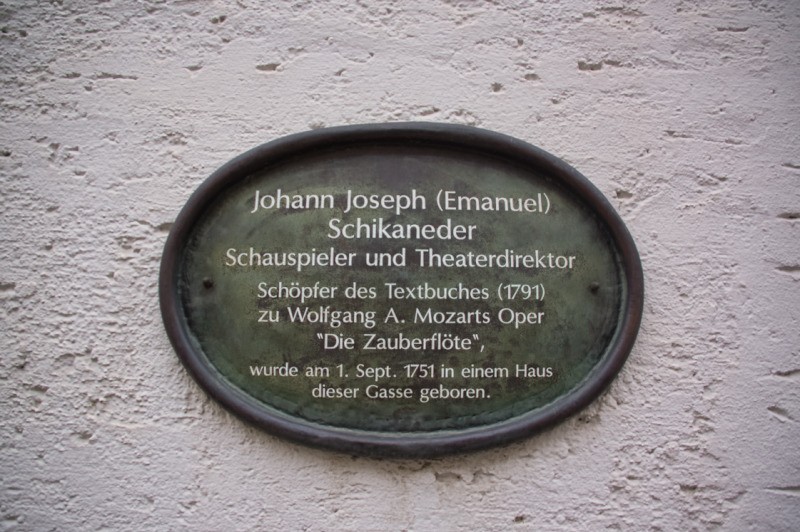 Johann Joseph (Emanuel)
Schikaneder
Schauspieler und Theaterdirektor
Schöpfer des Textbuches (1791)
zu Wolfgang A. Mozarts Oper
"Die Zauberflöte",
wurde am 1. Sept. 1751 in einem Haus
dieser Gasse geboren.